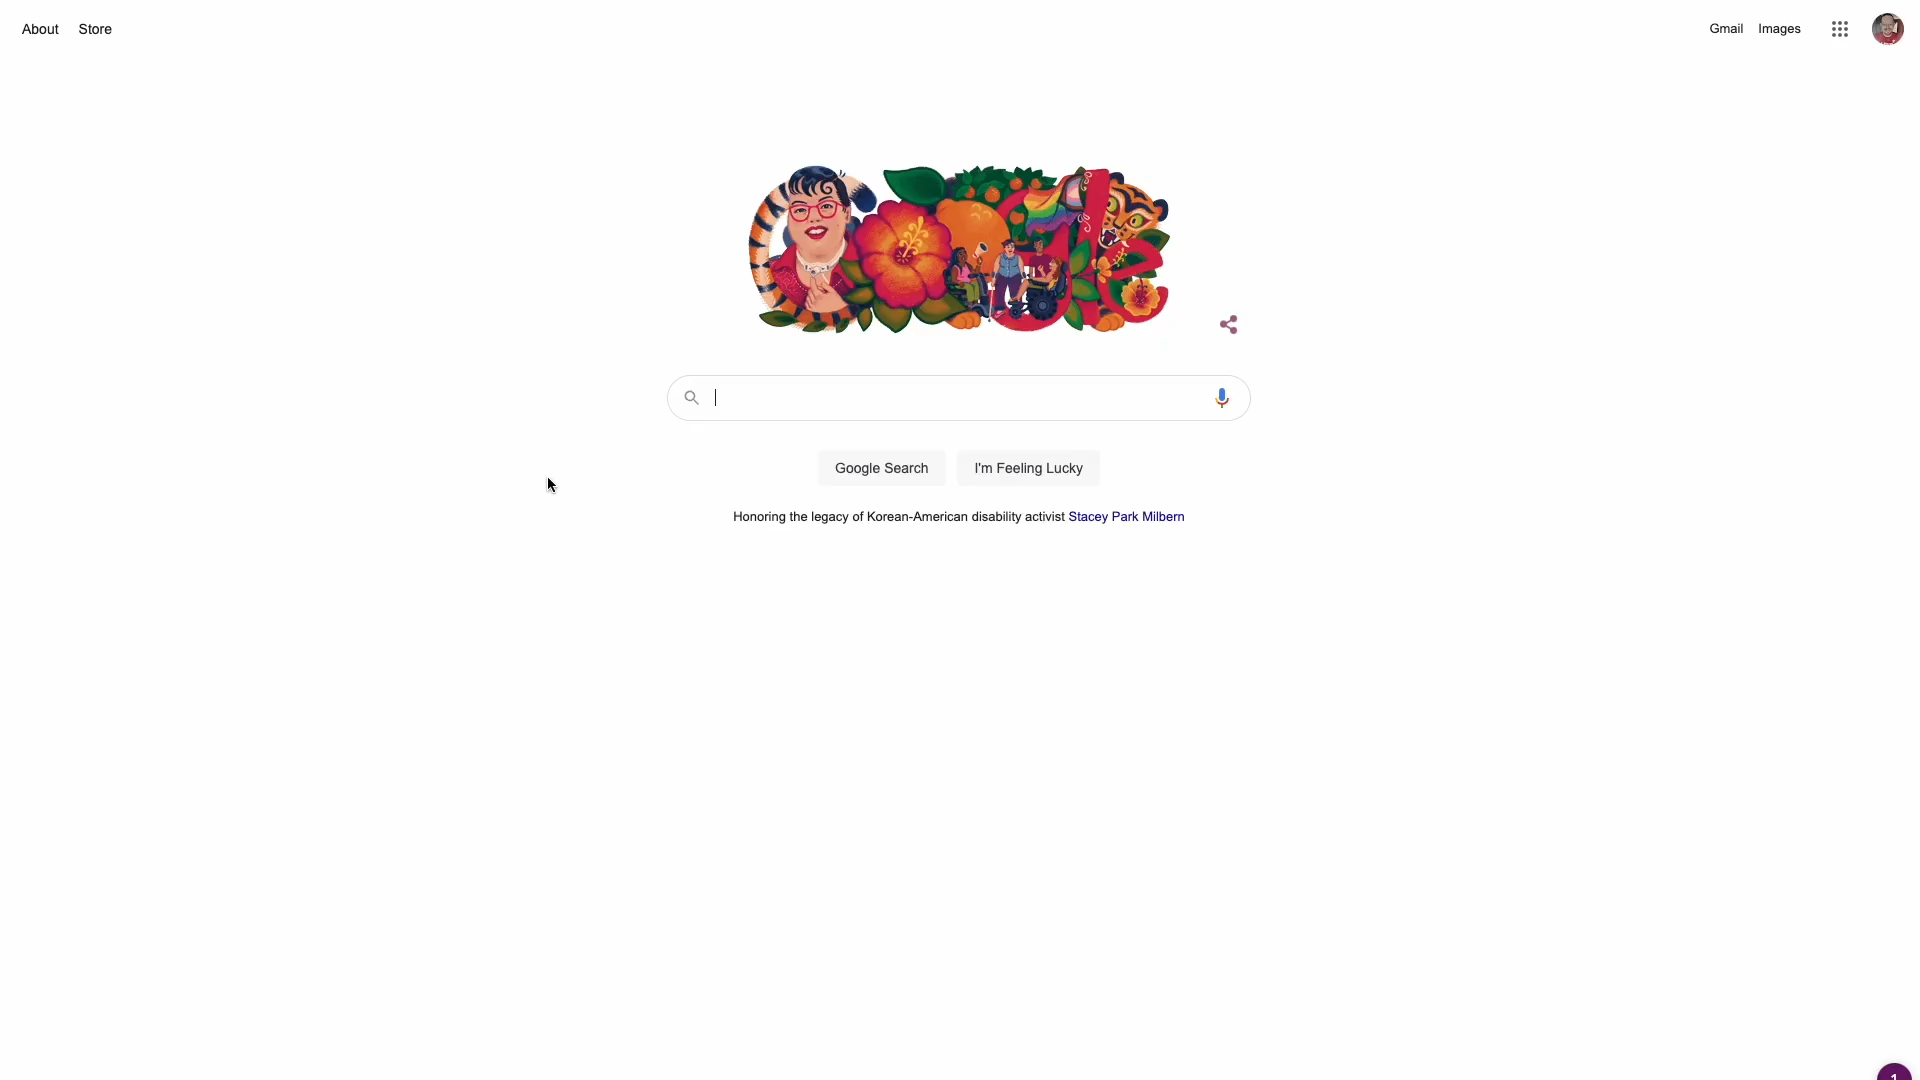 About Store Gmail Images
Google Search I'm Feeling Lucky
Honoring the legacy of Korean-American disability activist Stacey Park Milbern
1